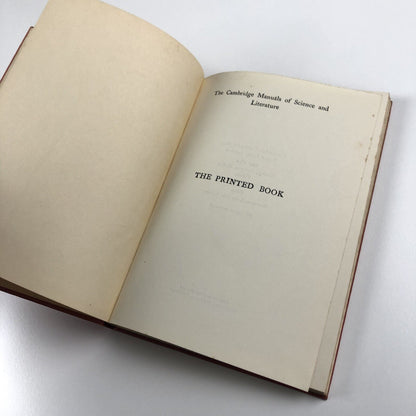 The Cambridge Manuals of Science and
Literature
THE PRINTED BOOK